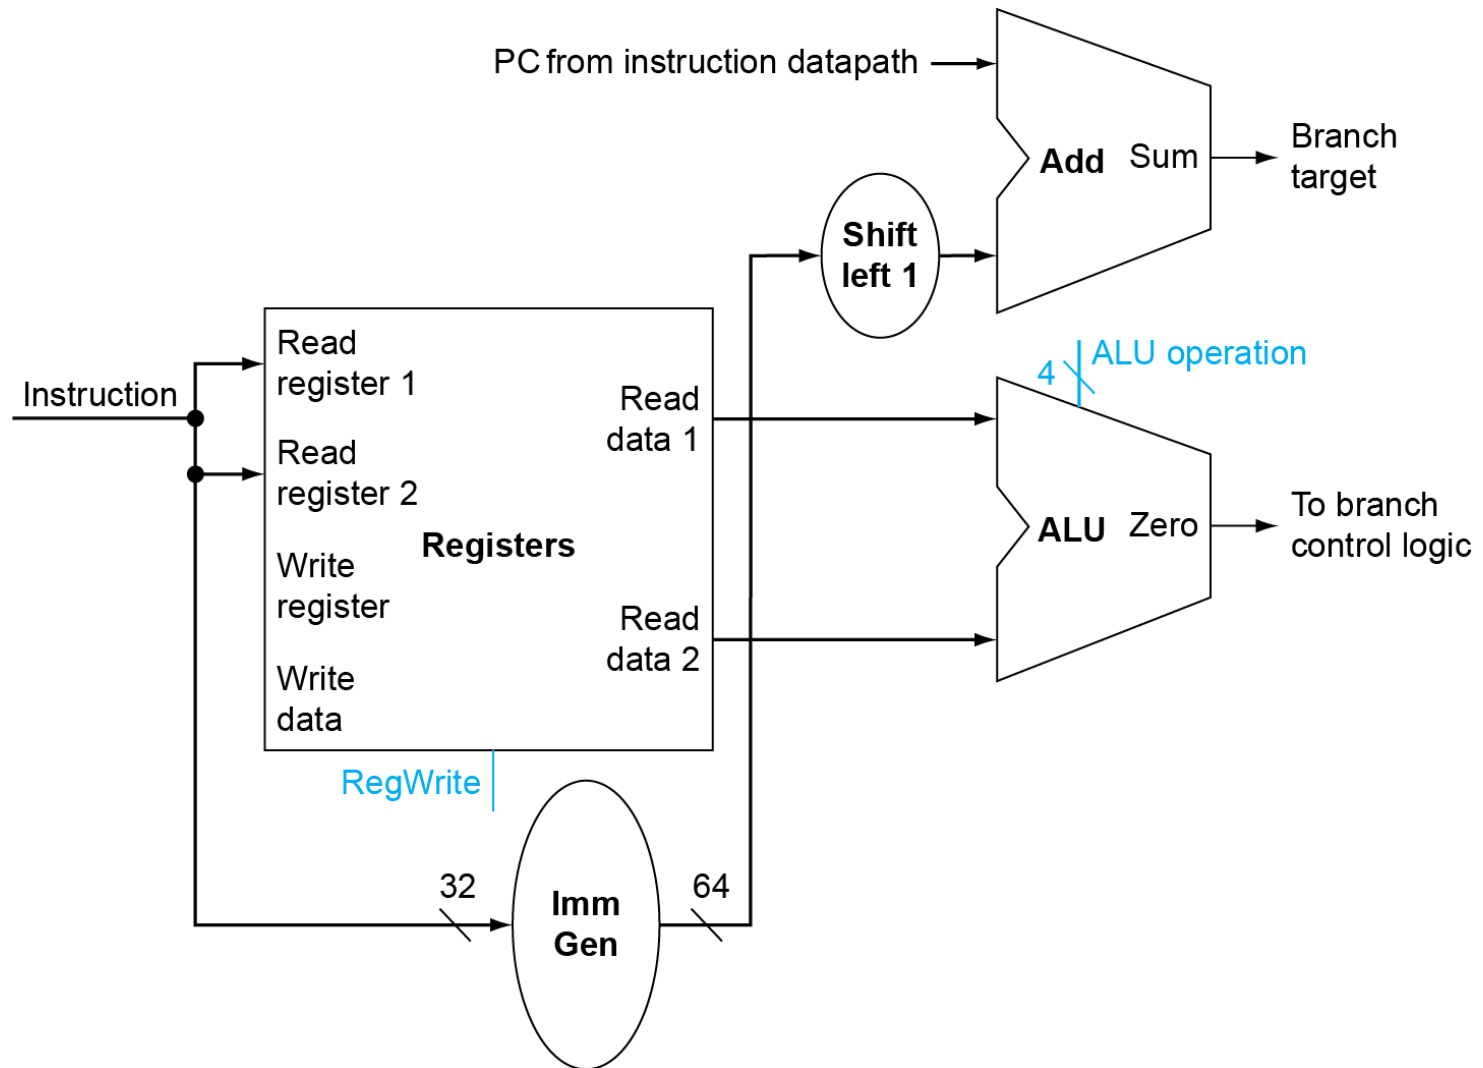 PC from instruction datapath
Add
Sum
Branch
target
Shift
left 1
ALU operation
4
Instruction
Read
register 1
Read
data 1
Read
register 2
Registers
ALU
Zero
To branch
control logic
Write
register
Read
data 2
Write
data
RegWrite
32
64
Imm
Gen